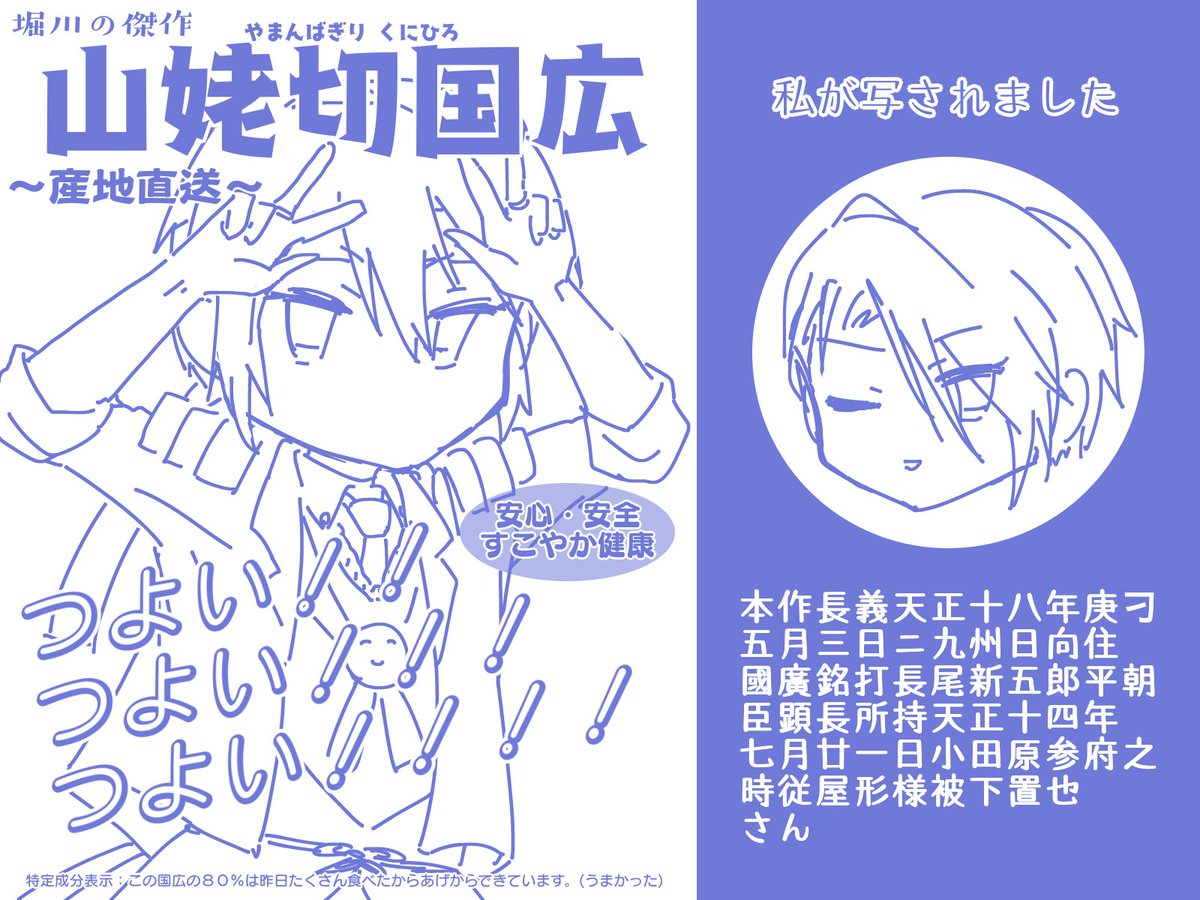 堀川の傑作
やまんばぎり くにひろ
山姥切国広
～産地直送～
安心・安全
すこやか健康
つよい！！
つよい！！！
つよい！！！！
特定成分表示：この国広の８０％は昨日たくさん食べたからあげからできています。(うまかった)
私が写されました
本作長義天正十八年庚刁
五月三日ニ九州日向住
國廣銘打長尾新五郎平朝
臣顕長所持天正十四年
七月廿一日小田原参府之
時従屋形様被下置也
さん